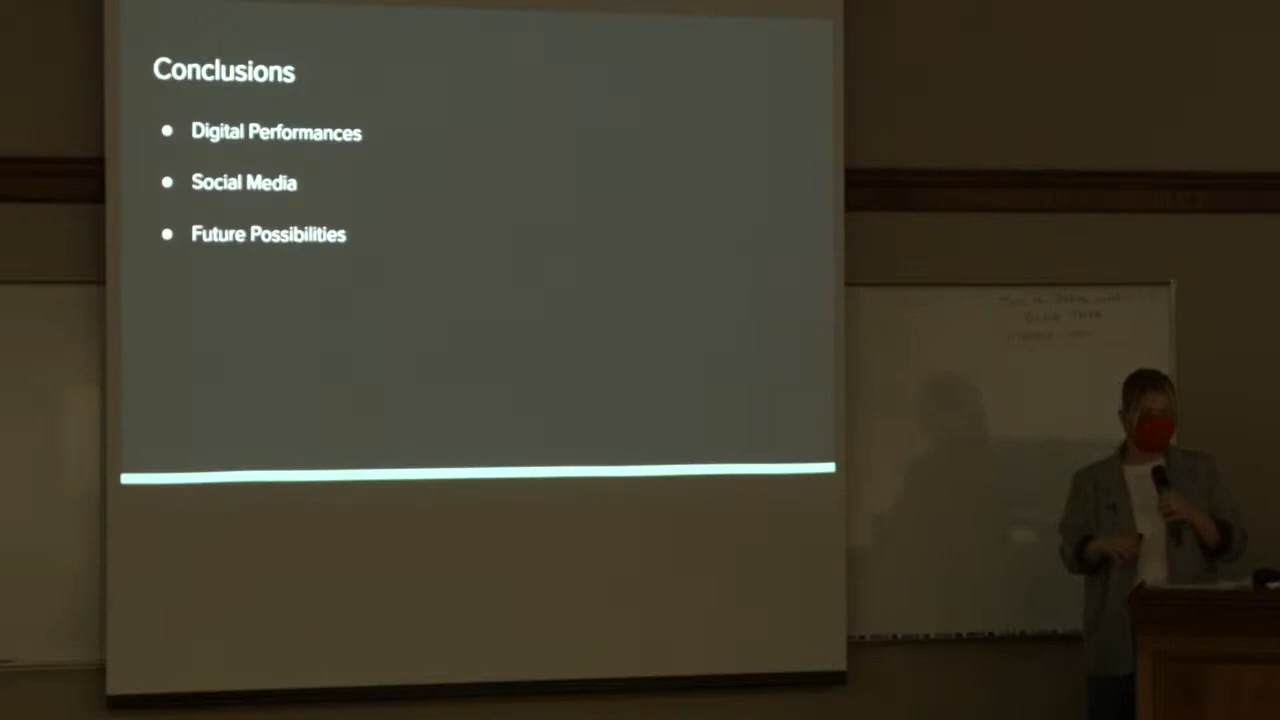 Conclusions
● Digital Performances
● Social Media
● Future Possibilities